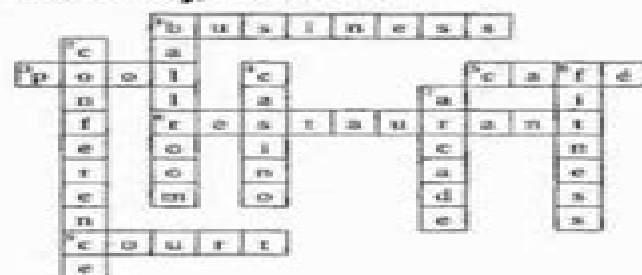 business
ballroom
conference
pool
casino
café
fitness
arcade
restaurant
court